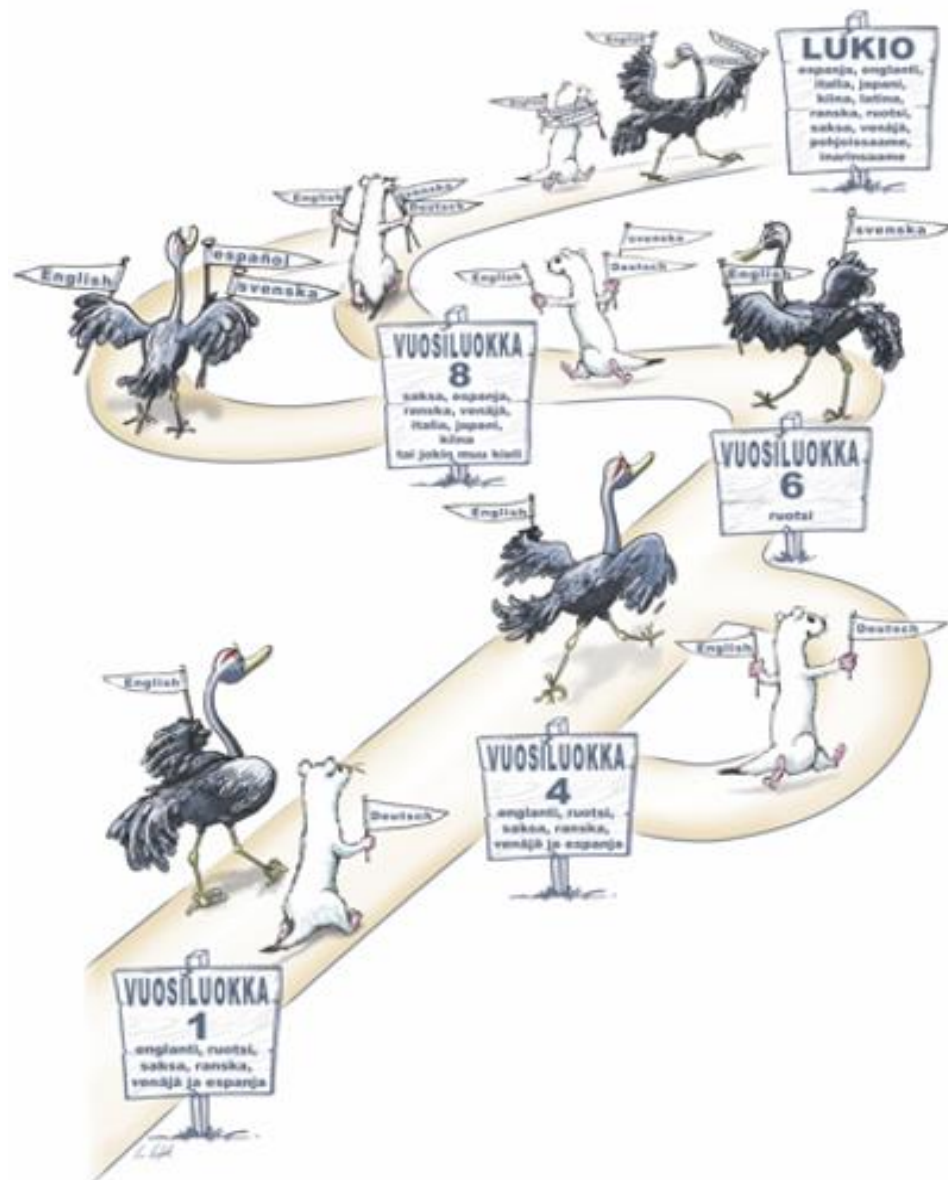 English
LUKIO
espanja, englanti,
italia, japani,
kiina, latina,
ranska, ruotsi,
saksa, venäjä,
pohjoissaame,
inarinsaame
English
svenska
Deutsch
English
español
svenska
English
svenska
Deutsch
English
svenska
VUOSILUOKKA
8
saksa, espanja,
ranska, venäjä,
italia, japani,
kiina
tai jokin muu kieli
VUOSILUOKKA
6
ruotsi
English
English
Deutsch
English
Deutsch
VUOSILUOKKA
4
englanti, ruotsi,
saksa, ranska,
venäjä ja espanja
VUOSILUOKKA
1
englanti, ruotsi,
saksa, ranska,
venäjä ja espanja